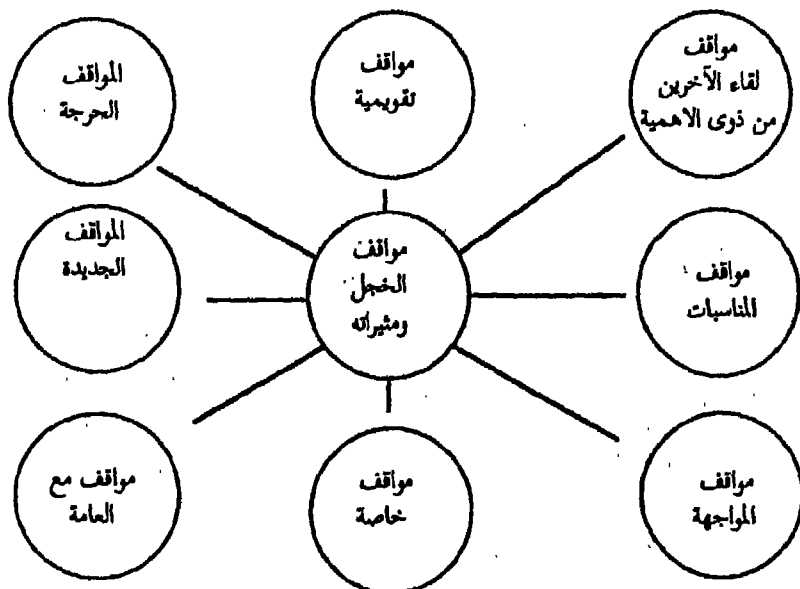 مواقف
لقاء الآخرين
من ذوى الاهمية
مواقف
تقويمية
المواقف
الحرجة
مواقف
المناسبات
مواقف
الخجل
ومثيراته
المواقف
الجديدة
مواقف
المواجهة
مواقف
خاصة
مواقف مع
العامة